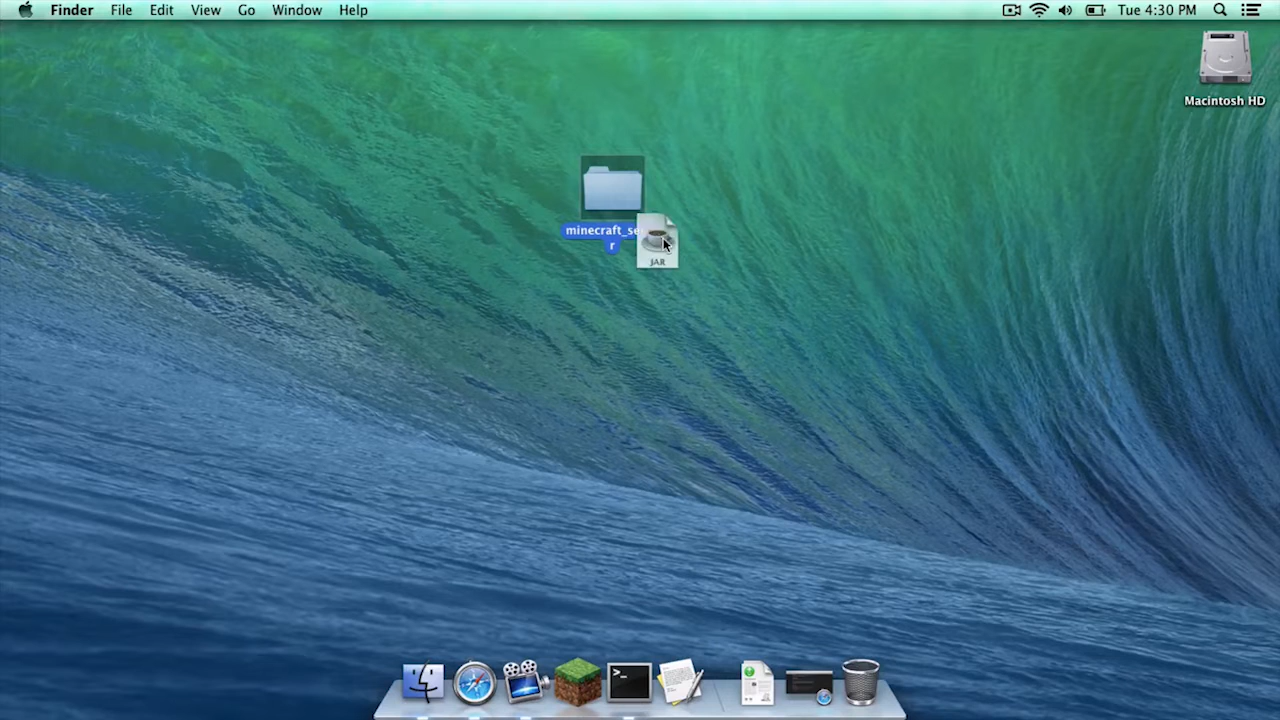 Finder File Edit View Go Window Help Tue 4:30 PM
Macintosh HD
minecraft_se
r
JAR